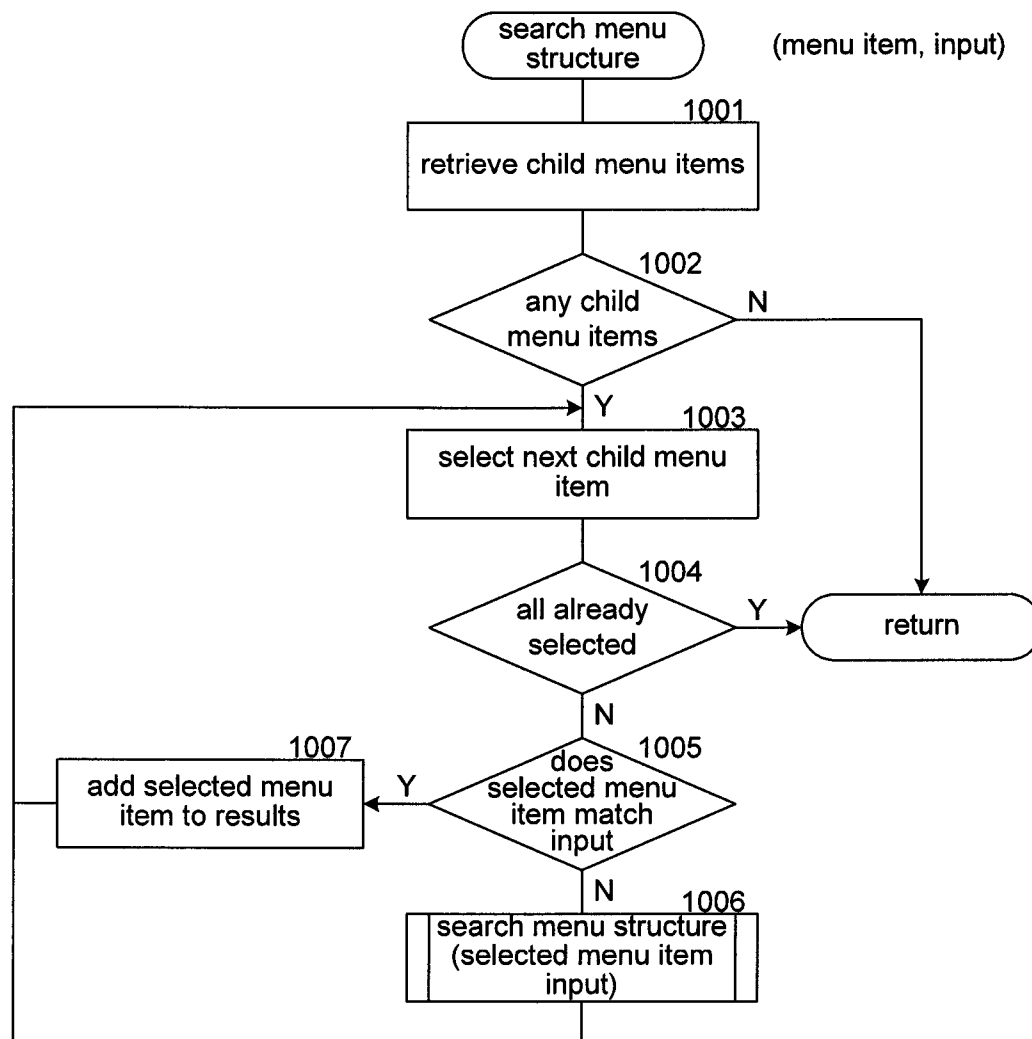 search menu
structure
(menu item, input)
1001
retrieve child menu items
1002
any child
menu items
N
Y
1003
select next child menu
item
1004
all already
selected
Y
return
N
1005
does
selected menu
item match
input
Y
1007
add selected menu
item to results
N
1006
search menu structure
(selected menu item
input)